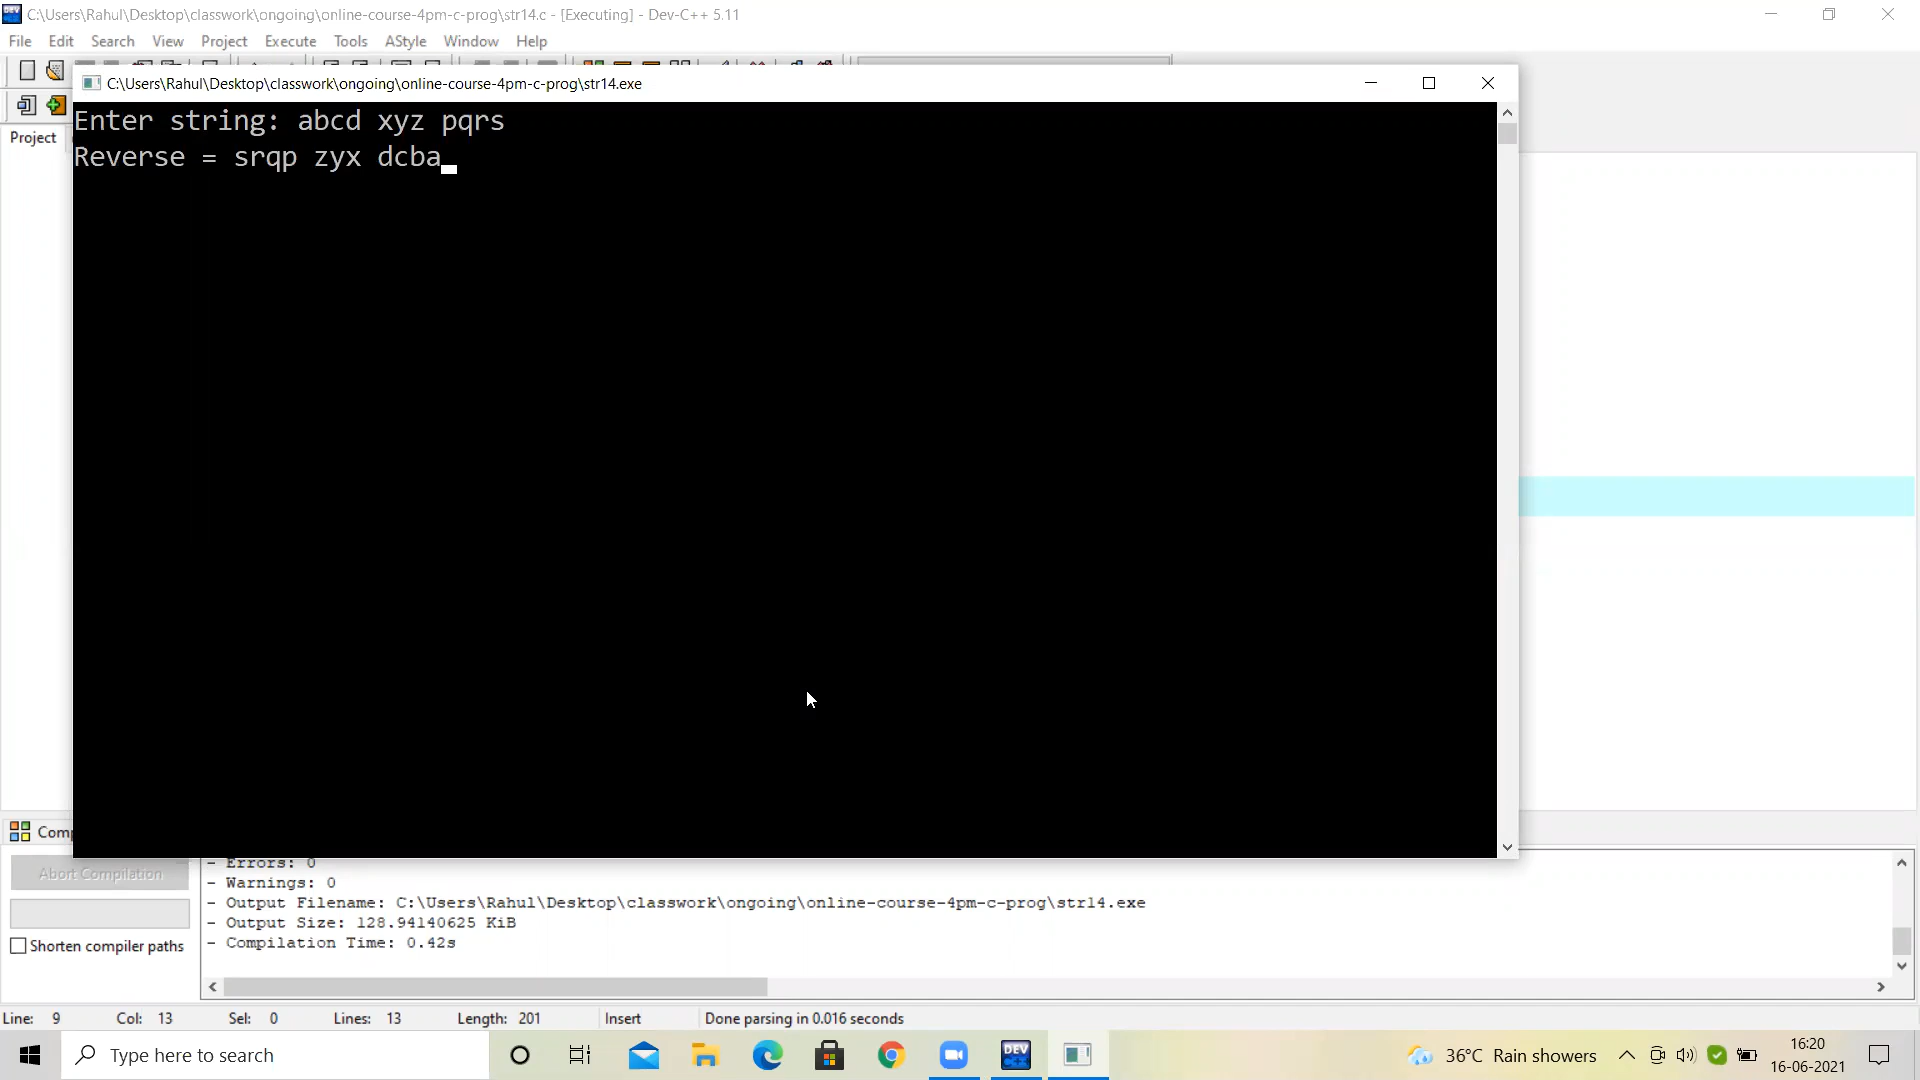 C:\Users\Rahul\Desktop\classwork\ongoing\online-course-4pm-c-prog\str14.c - [Executing] - Dev-C++ 5.11
File Edit Search View Project Execute Tools AStyle Window Help
C:\Users\Rahul\Desktop\classwork\ongoing\online-course-4pm-c-prog\str14.exe
Project
Enter string: abcd xyz pqrs
Reverse = srqp zyx dcba
Comp
Abort Compilation
Shorten compiler paths
- Errors: 0
- Warnings: 0
- Output Filename: C:\Users\Rahul\Desktop\classwork\ongoing\online-course-4pm-c-prog\str14.exe
- Output Size: 128.94140625 KiB
- Compilation Time: 0.42s
Line: 9 Col: 13 Sel: 0 Lines: 13 Length: 201 Insert Done parsing in 0.016 seconds
Type here to search
DEV
36°C Rain showers
16:20
16-06-2021